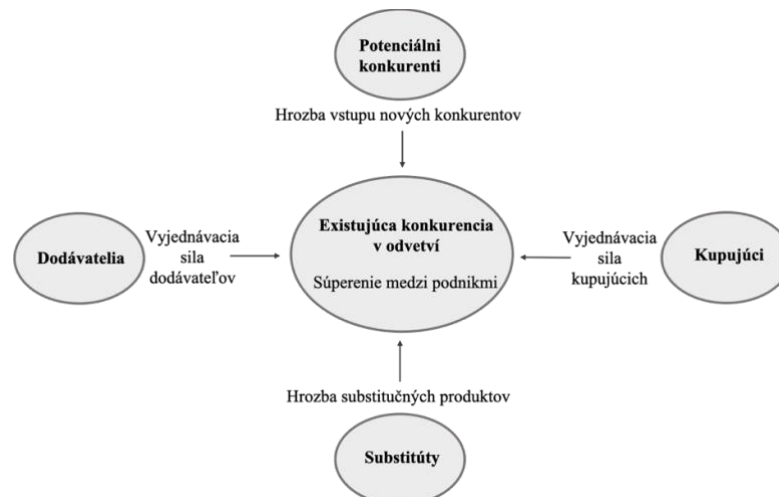 Potenciálni
konkurenti
Hrozba vstupu nových konkurentov
Dodávatelia
Vyjednávacia
sila
dodávateľov
Existujúca konkurencia
v odvetví
Súperenie medzi podnikmi
Vyjednávacia
sila
kupujúcich
Kupujúci
Hrozba substitučných produktov
Substitúty